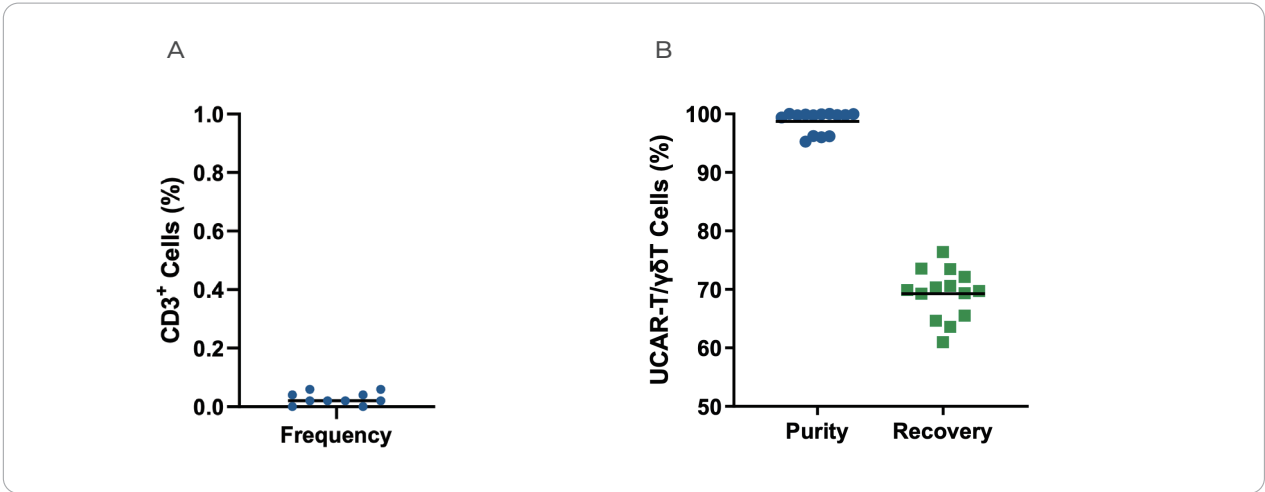 A
CD3⁺ Cells (%)
1.0
0.8
0.6
0.4
0.2
0.0
Frequency
B
UCAR-T/γδT Cells (%)
100
90
80
70
60
50
Purity
Recovery